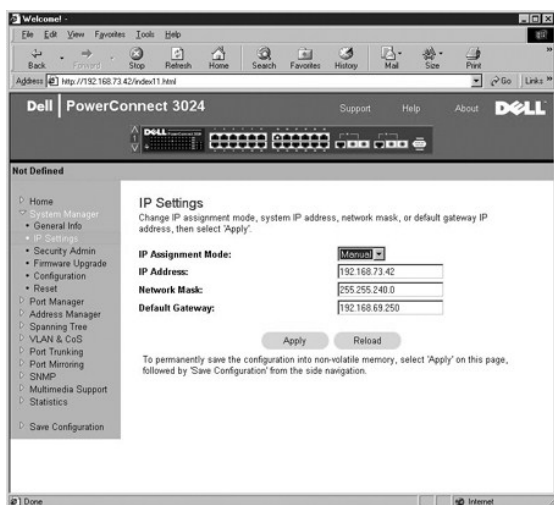 Welcome! -
File Edit View Favorites Tools Help
Back Forward Stop Refresh Home Search Favorites History Mail Size Print
Address http://192.168.73.42/index11.html Go Links
Dell | PowerConnect 3024
Support Help About DELL
DELL
Not Defined
Home
System Manager
General Info
IP Settings
Security Admin
Firmware Upgrade
Configuration
Reset
Port Manager
Address Manager
Spanning Tree
VLAN & CoS
Port Trunking
Port Mirroring
SNMP
Multimedia Support
Statistics
Save Configuration
IP Settings
Change IP assignment mode, system IP address, network mask, or default gateway IP
address, then select 'Apply'.
IP Assignment Mode: Manual
IP Address: 192.168.73.42
Network Mask: 255.255.240.0
Default Gateway: 192.168.69.250
Apply Reload
To permanently save the configuration into non-volatile memory, select 'Apply' on this page,
followed by 'Save Configuration' from the side navigation.
Done Internet